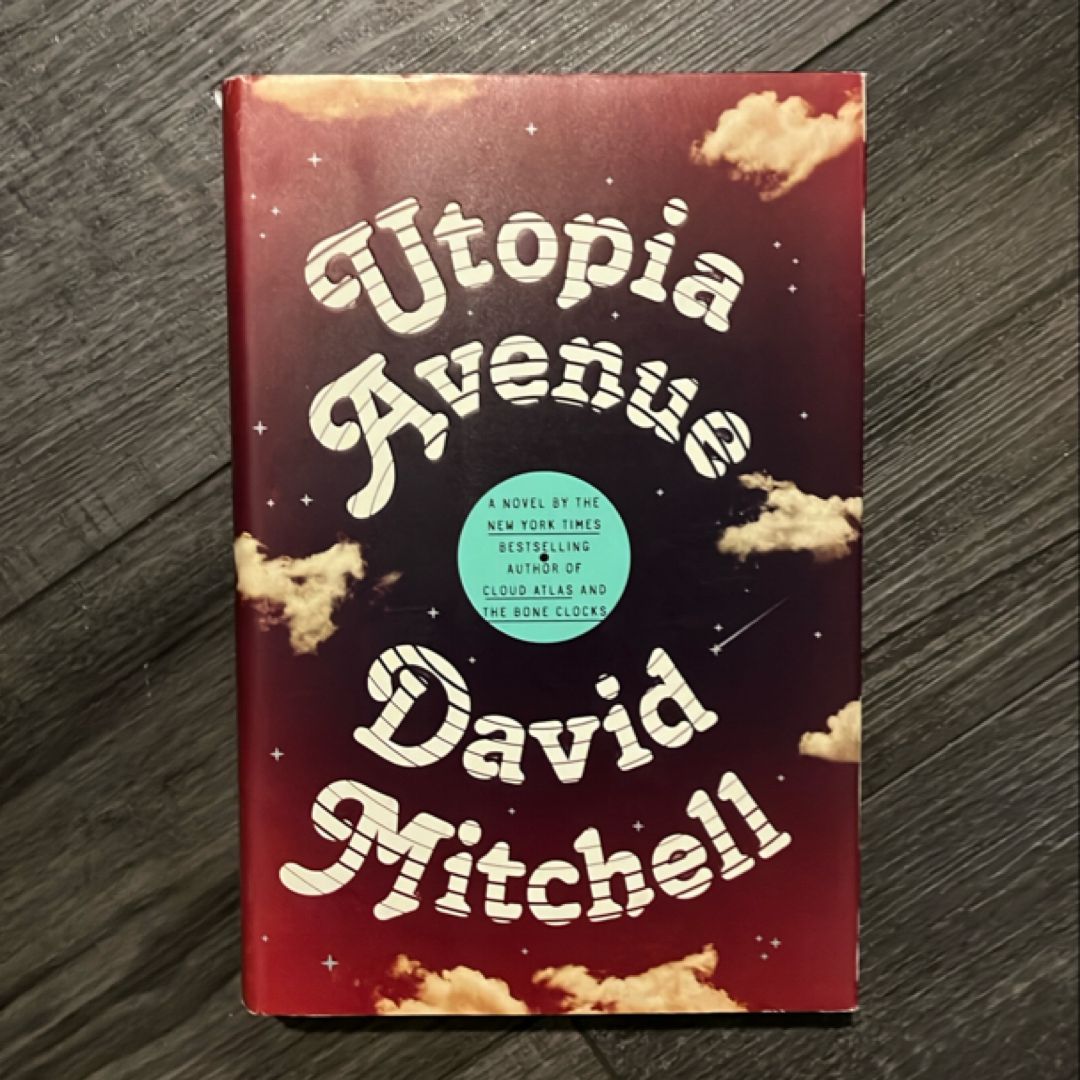 Utopia
Avenue
A NOVEL BY THE
NEW YORK TIMES
BESTSELLING
AUTHOR OF
CLOUD ATLAS AND
THE BONE CLOCKS
David
Mitchell